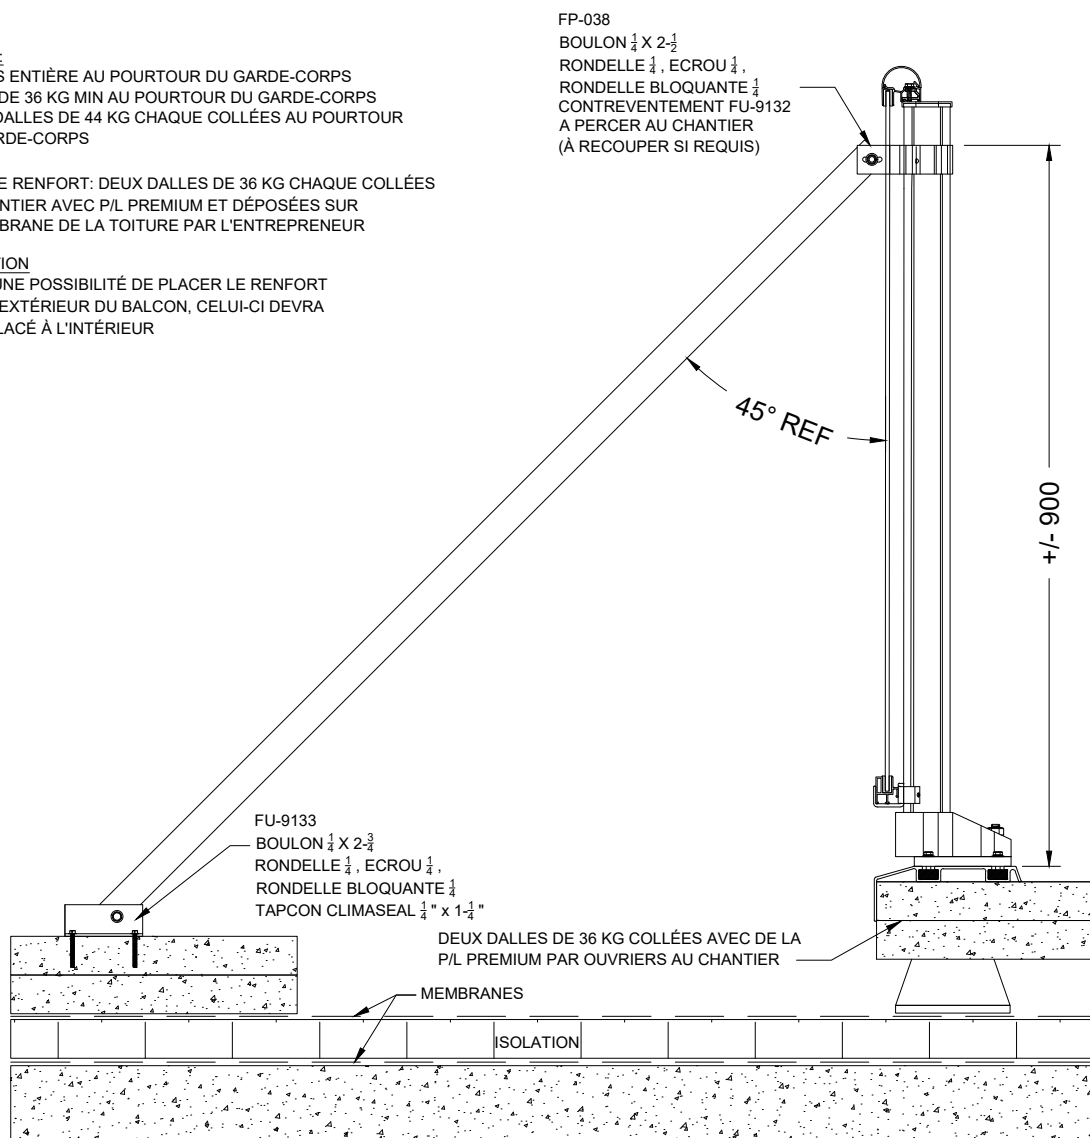 S ENTIÈRE AU POURTOUR DU GARDE-CORPS
DE 36 KG MIN AU POURTOUR DU GARDE-CORPS
DALLES DE 44 KG CHAQUE COLLÉES AU POURTOUR
RDE-CORPS
E RENFORT: DEUX DALLES DE 36 KG CHAQUE COLLÉES
NTIER AVEC P/L PREMIUM ET DÉPOSÉES SUR
BRANE DE LA TOITURE PAR L'ENTREPRENEUR
TION
UNE POSSIBILITÉ DE PLACER LE RENFORT
EXTÉRIEUR DU BALCON, CELUI-CI DEVRA
LACÉ À L'INTÉRIEUR
FP-038
BOULON 1/4 X 2-1/2
RONDELLE 1/4 , ECROU 1/4 ,
RONDELLE BLOQUANTE 1/4
CONTREVENTEMENT FU-9132
A PERCER AU CHANTIER
(À RECOUPER SI REQUIS)
45° REF
+/- 900
FU-9133
BOULON 1/4 X 2-3/4
RONDELLE 1/4 , ECROU 1/4 ,
RONDELLE BLOQUANTE 1/4
TAPCON CLIMASEAL 1/4 " x 1-1/4 "
DEUX DALLES DE 36 KG COLLÉES AVEC DE LA
P/L PREMIUM PAR OUVRIERS AU CHANTIER
MEMBRANES
ISOLATION